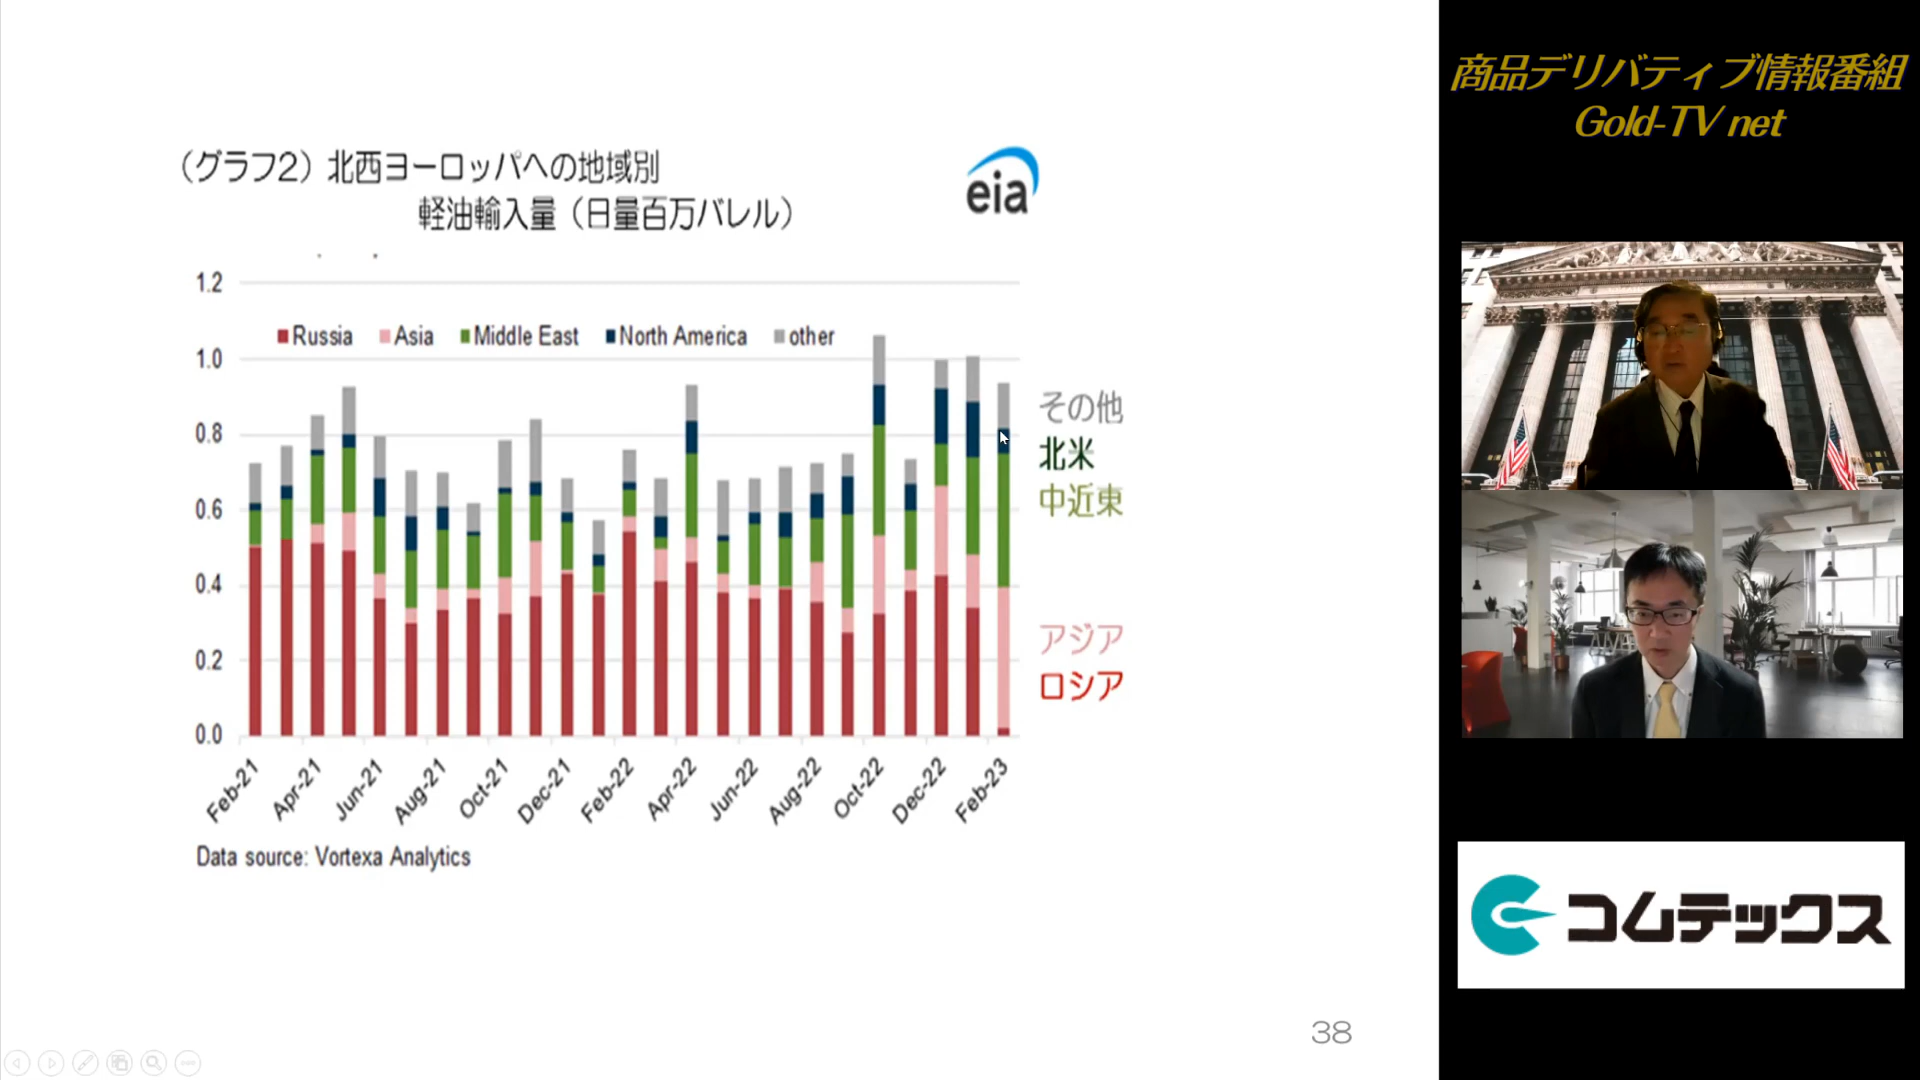 （グラフ2）北西ヨーロッパへの地域別
軽油輸入量（日量百万バレル）
eia
1.2
1.0
0.8
0.6
0.4
0.2
0.0
Russia Asia Middle East North America other
その他
北米
中近東
アジア
ロシア
Feb-21 Apr-21 Jun-21 Aug-21 Oct-21 Dec-21 Feb-22 Apr-22 Jun-22 Aug-22 Oct-22 Dec-22 Feb-23
Data source: Vortexa Analytics
38
商品デリバティブ情報番組
Gold-TV net
コムテックス